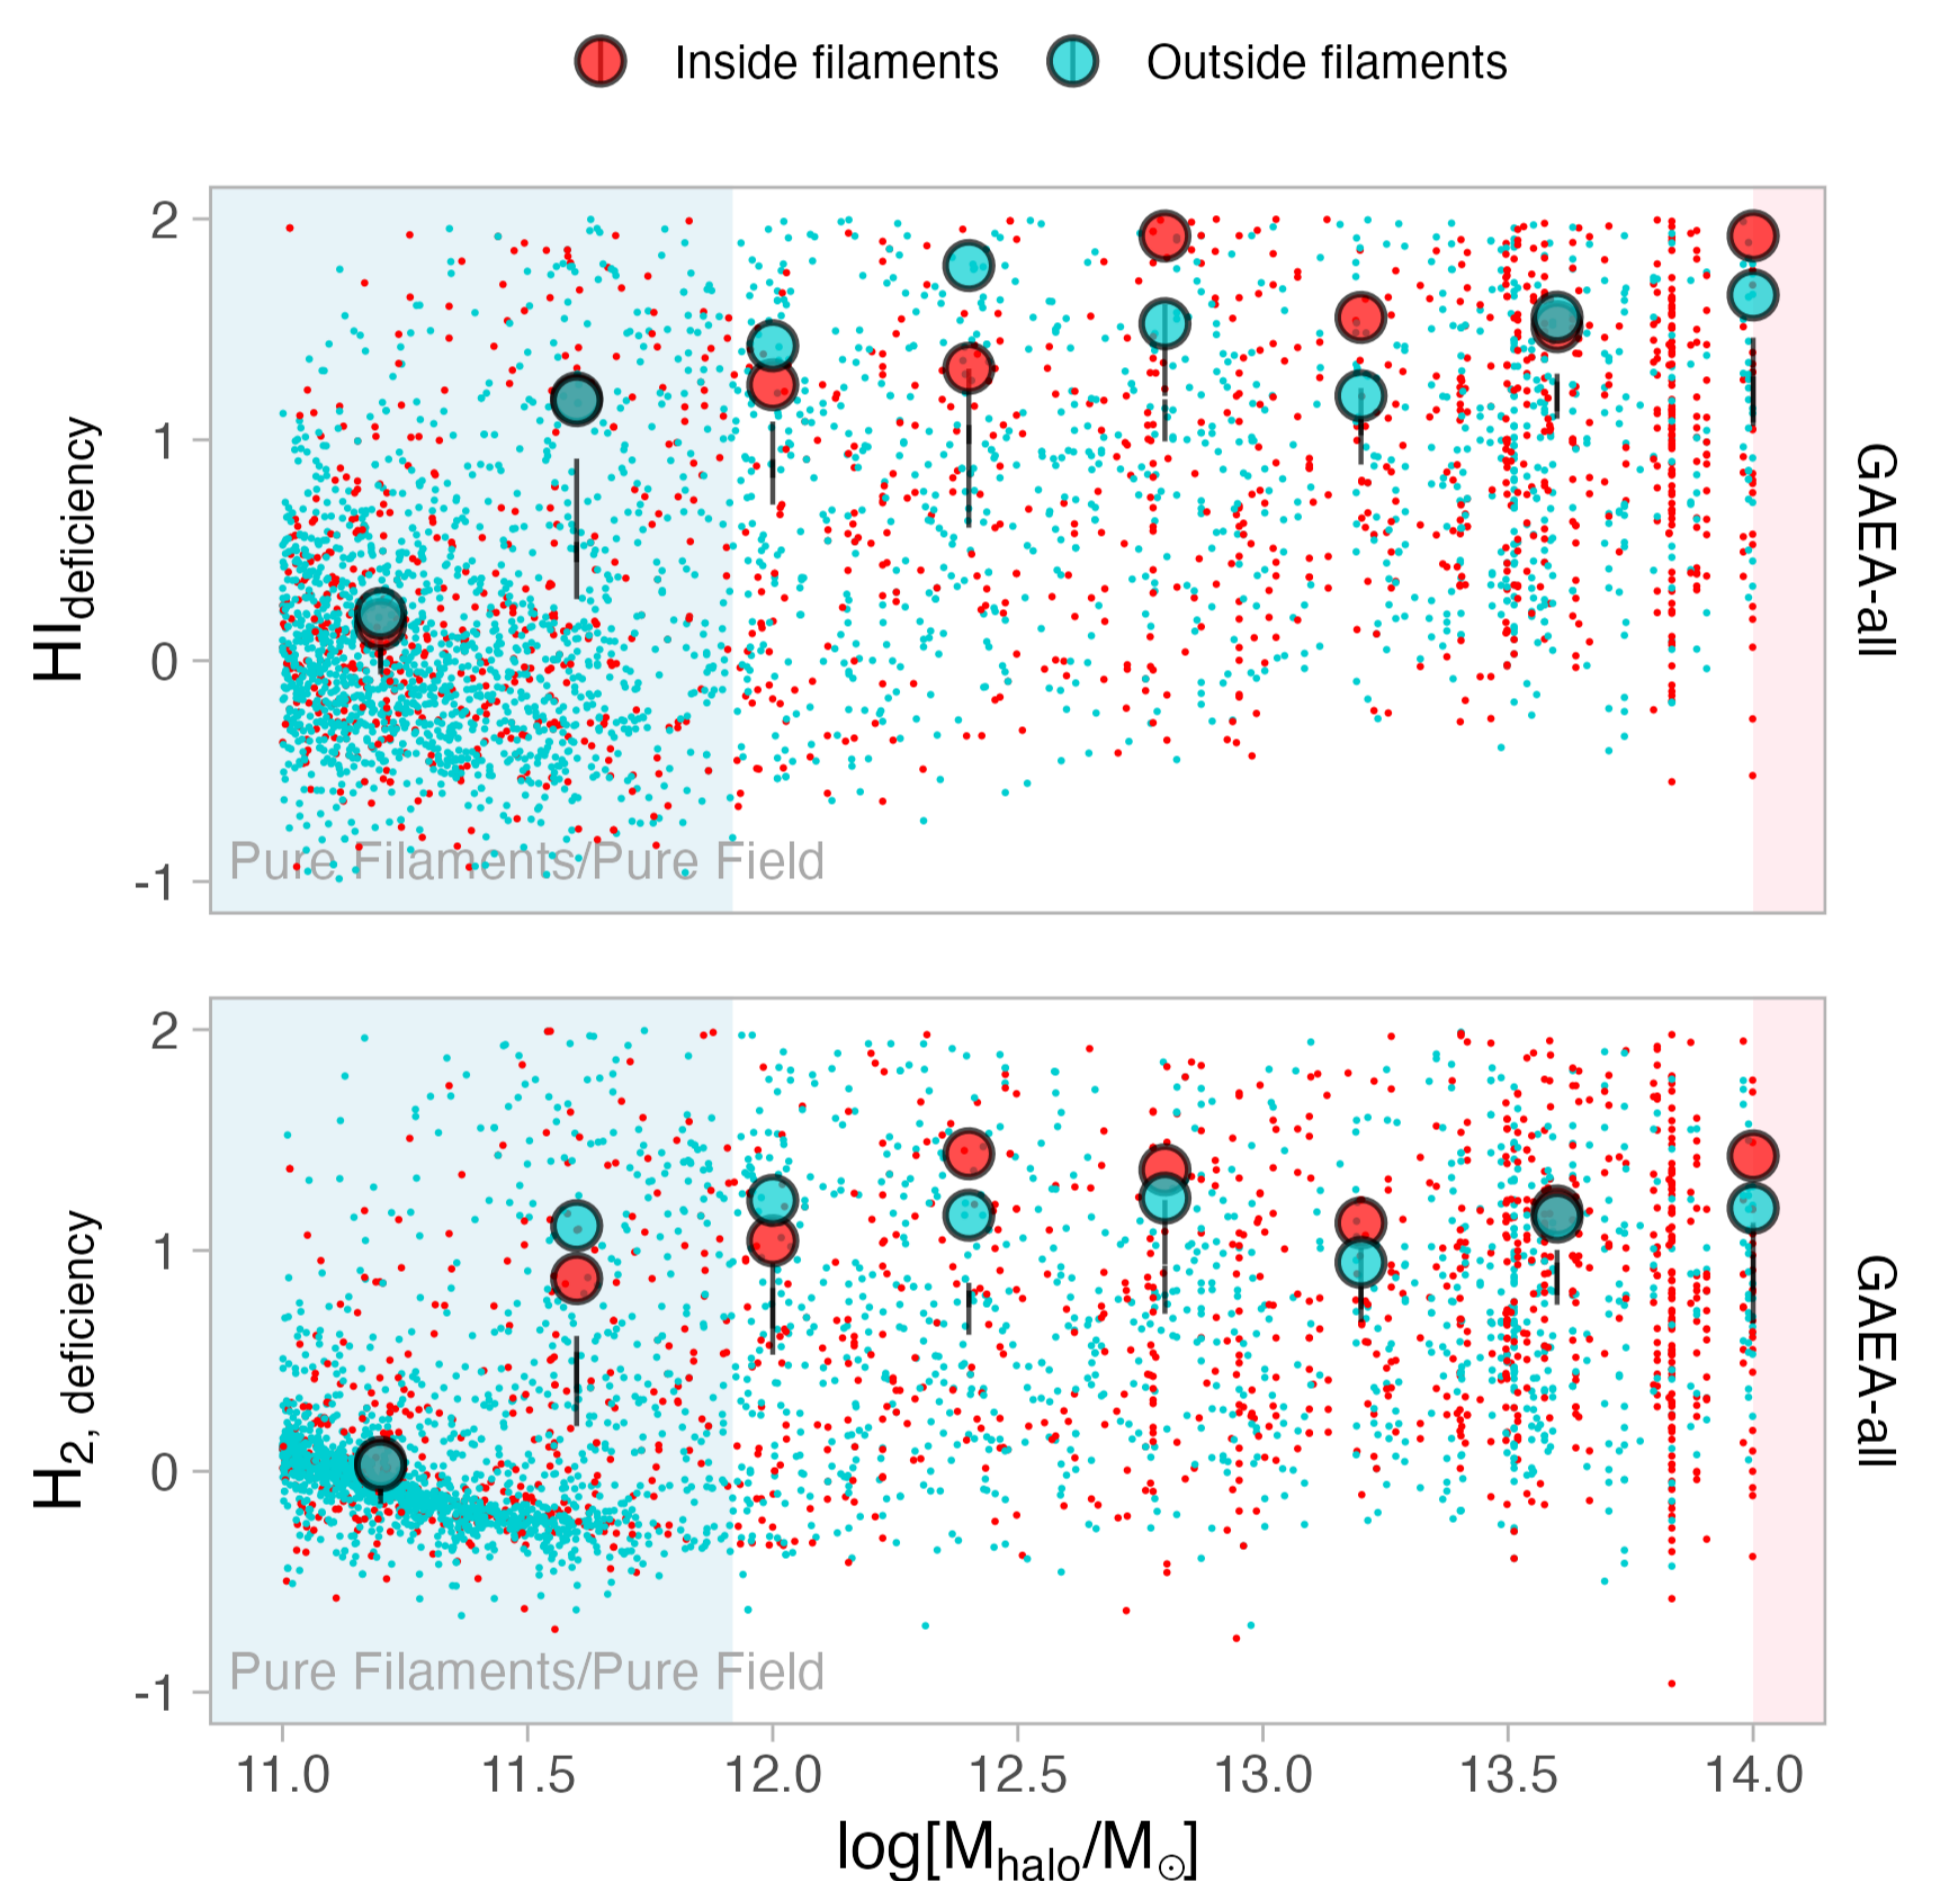 Inside filaments Outside filaments
2
1
0
-1
HIdeficiency
Pure Filaments/Pure Field
GAEA-all
2
1
0
-1
H2, deficiency
Pure Filaments/Pure Field
GAEA-all
11.0 11.5 12.0 12.5 13.0 13.5 14.0
log[Mhalo/M☉]